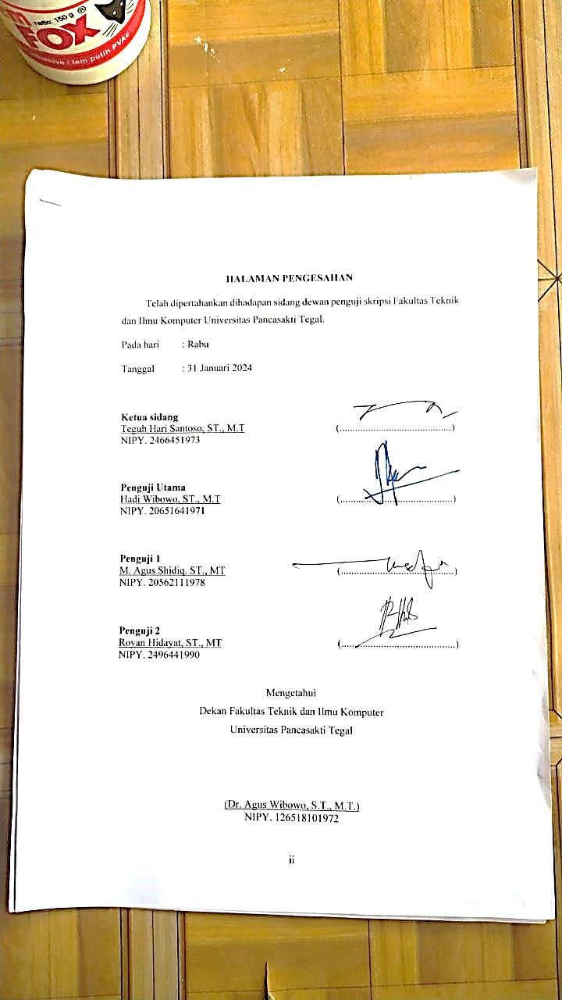 netto: 150 g ®
FOX
lem putih PVAc
HALAMAN PENGESAHAN
Telah dipertahankan dihadapan sidang dewan penguji skripsi Fakultas Teknik
dan Ilmu Komputer Universitas Pancasakti Tegal.
Pada hari : Rabu
Tanggal : 31 Januari 2024
Ketua sidang
Teguh Hari Santoso, ST., M.T (........................................)
NIPY. 2466451973
Penguji Utama
Hadi Wibowo, ST., M.T (........................................)
NIPY. 20651641971
Penguji 1
M. Agus Shidiq. ST., MT (........................................)
NIPY. 20562111978
Penguji 2
Royan Hidayat, ST., MT (........................................)
NIPY. 2496441990
Mengetahui
Dekan Fakultas Teknik dan Ilmu Komputer
Universitas Pancasakti Tegal
(Dr. Agus Wibowo, S.T., M.T.)
NIPY. 126518101972
ii